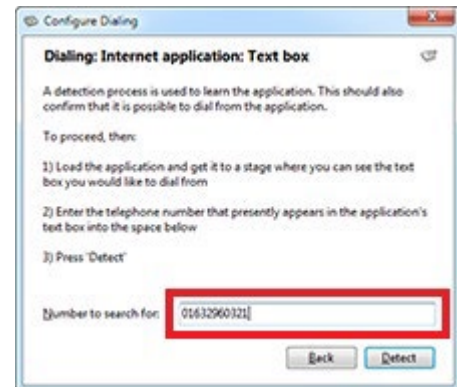 Configure Dialing
Dialing: Internet application: Text box
A detection process is used to learn the application. This should also
confirm that it is possible to dial from the application.
To proceed, then:
1) Load the application and get it to a stage where you can see the text
box you would like to dial from
2) Enter the telephone number that presently appears in the application's
text box into the space below
3) Press 'Detect'
Number to search for: 01632960321
Back Detect